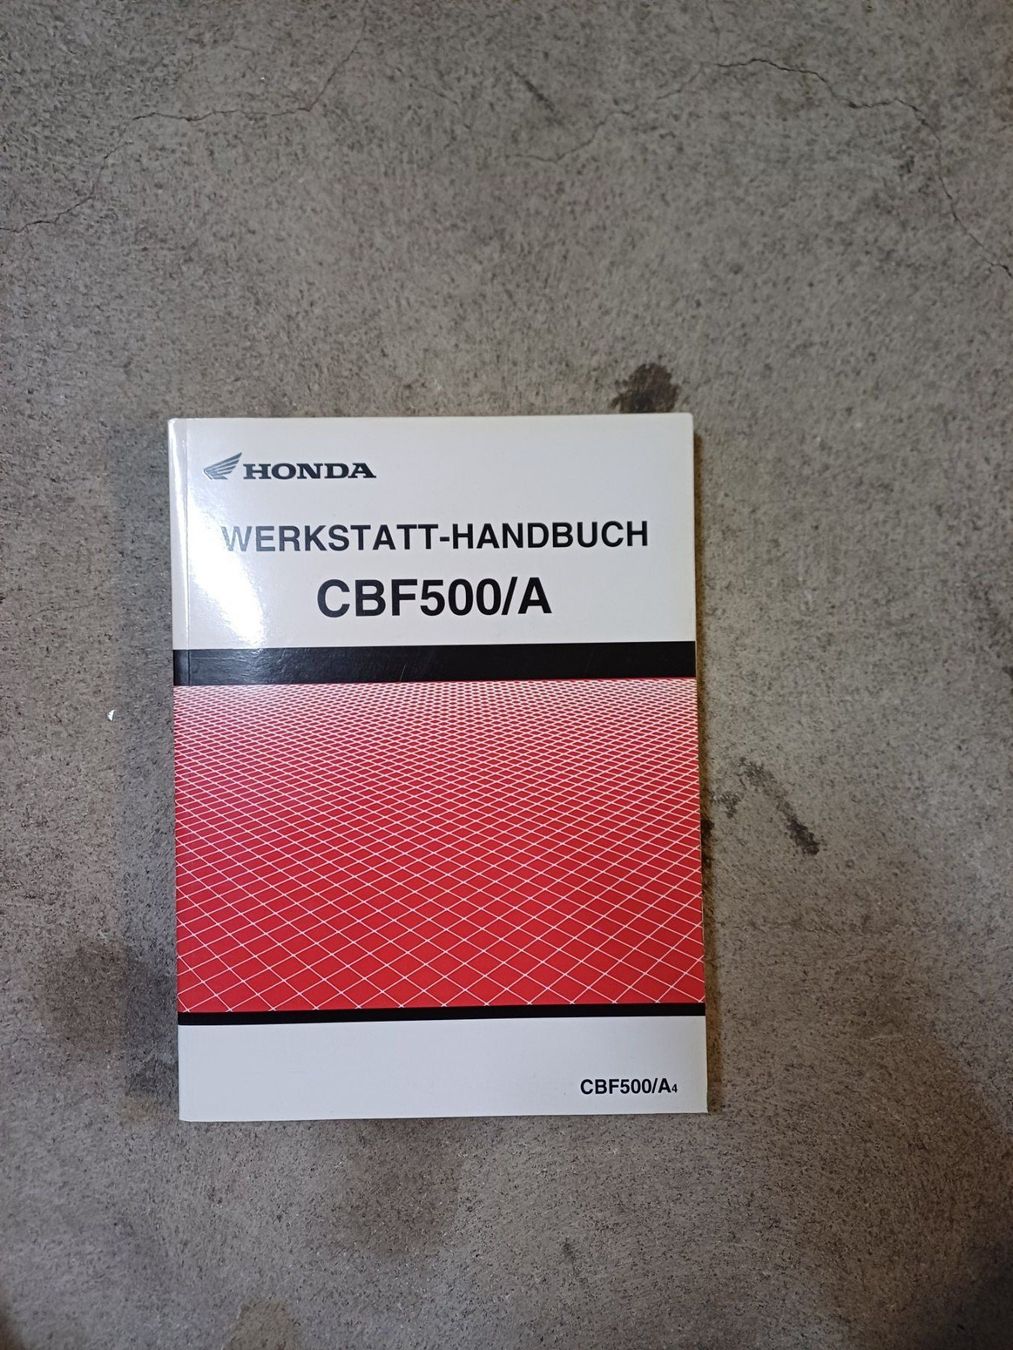 HONDA
WERKSTATT-HANDBUCH
CBF500/A
CBF500/A4